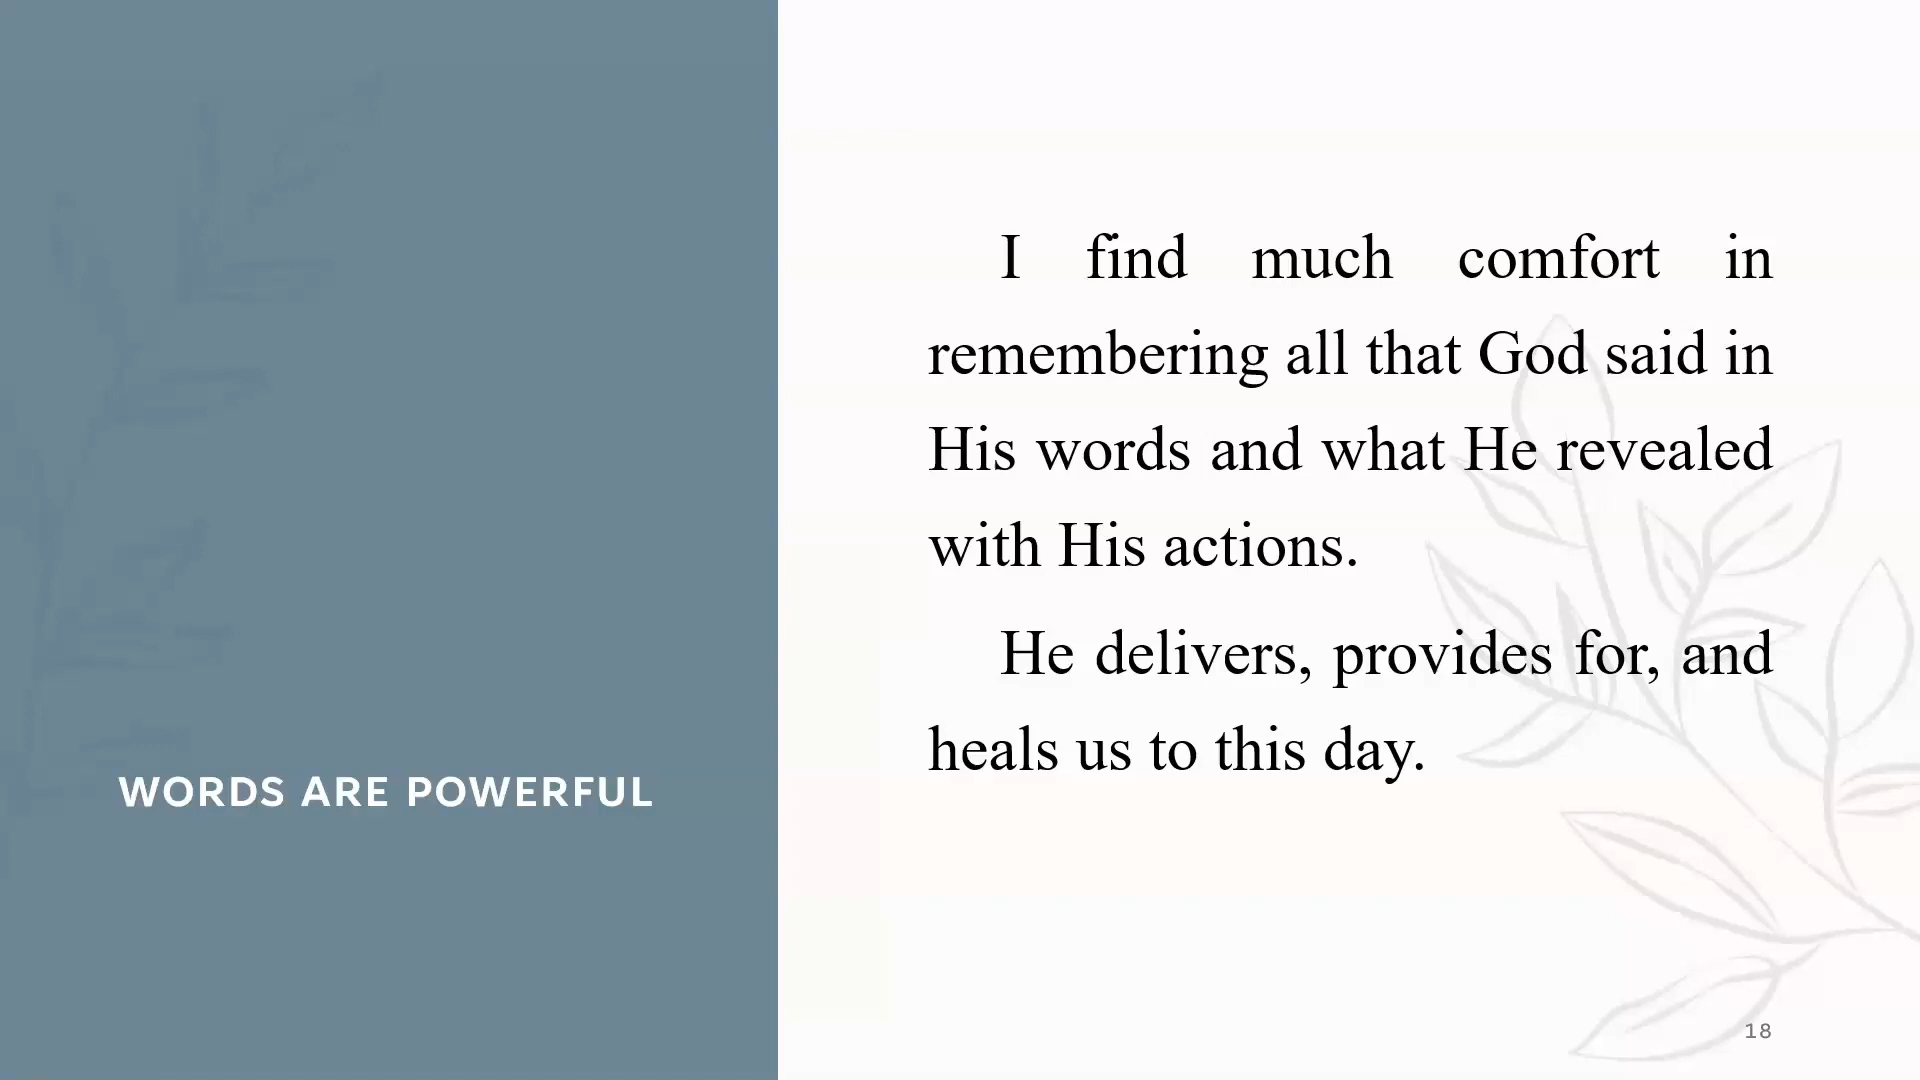 WORDS ARE POWERFUL
I find much comfort in
remembering all that God said in
His words and what He revealed
with His actions.
He delivers, provides for, and
heals us to this day.
18